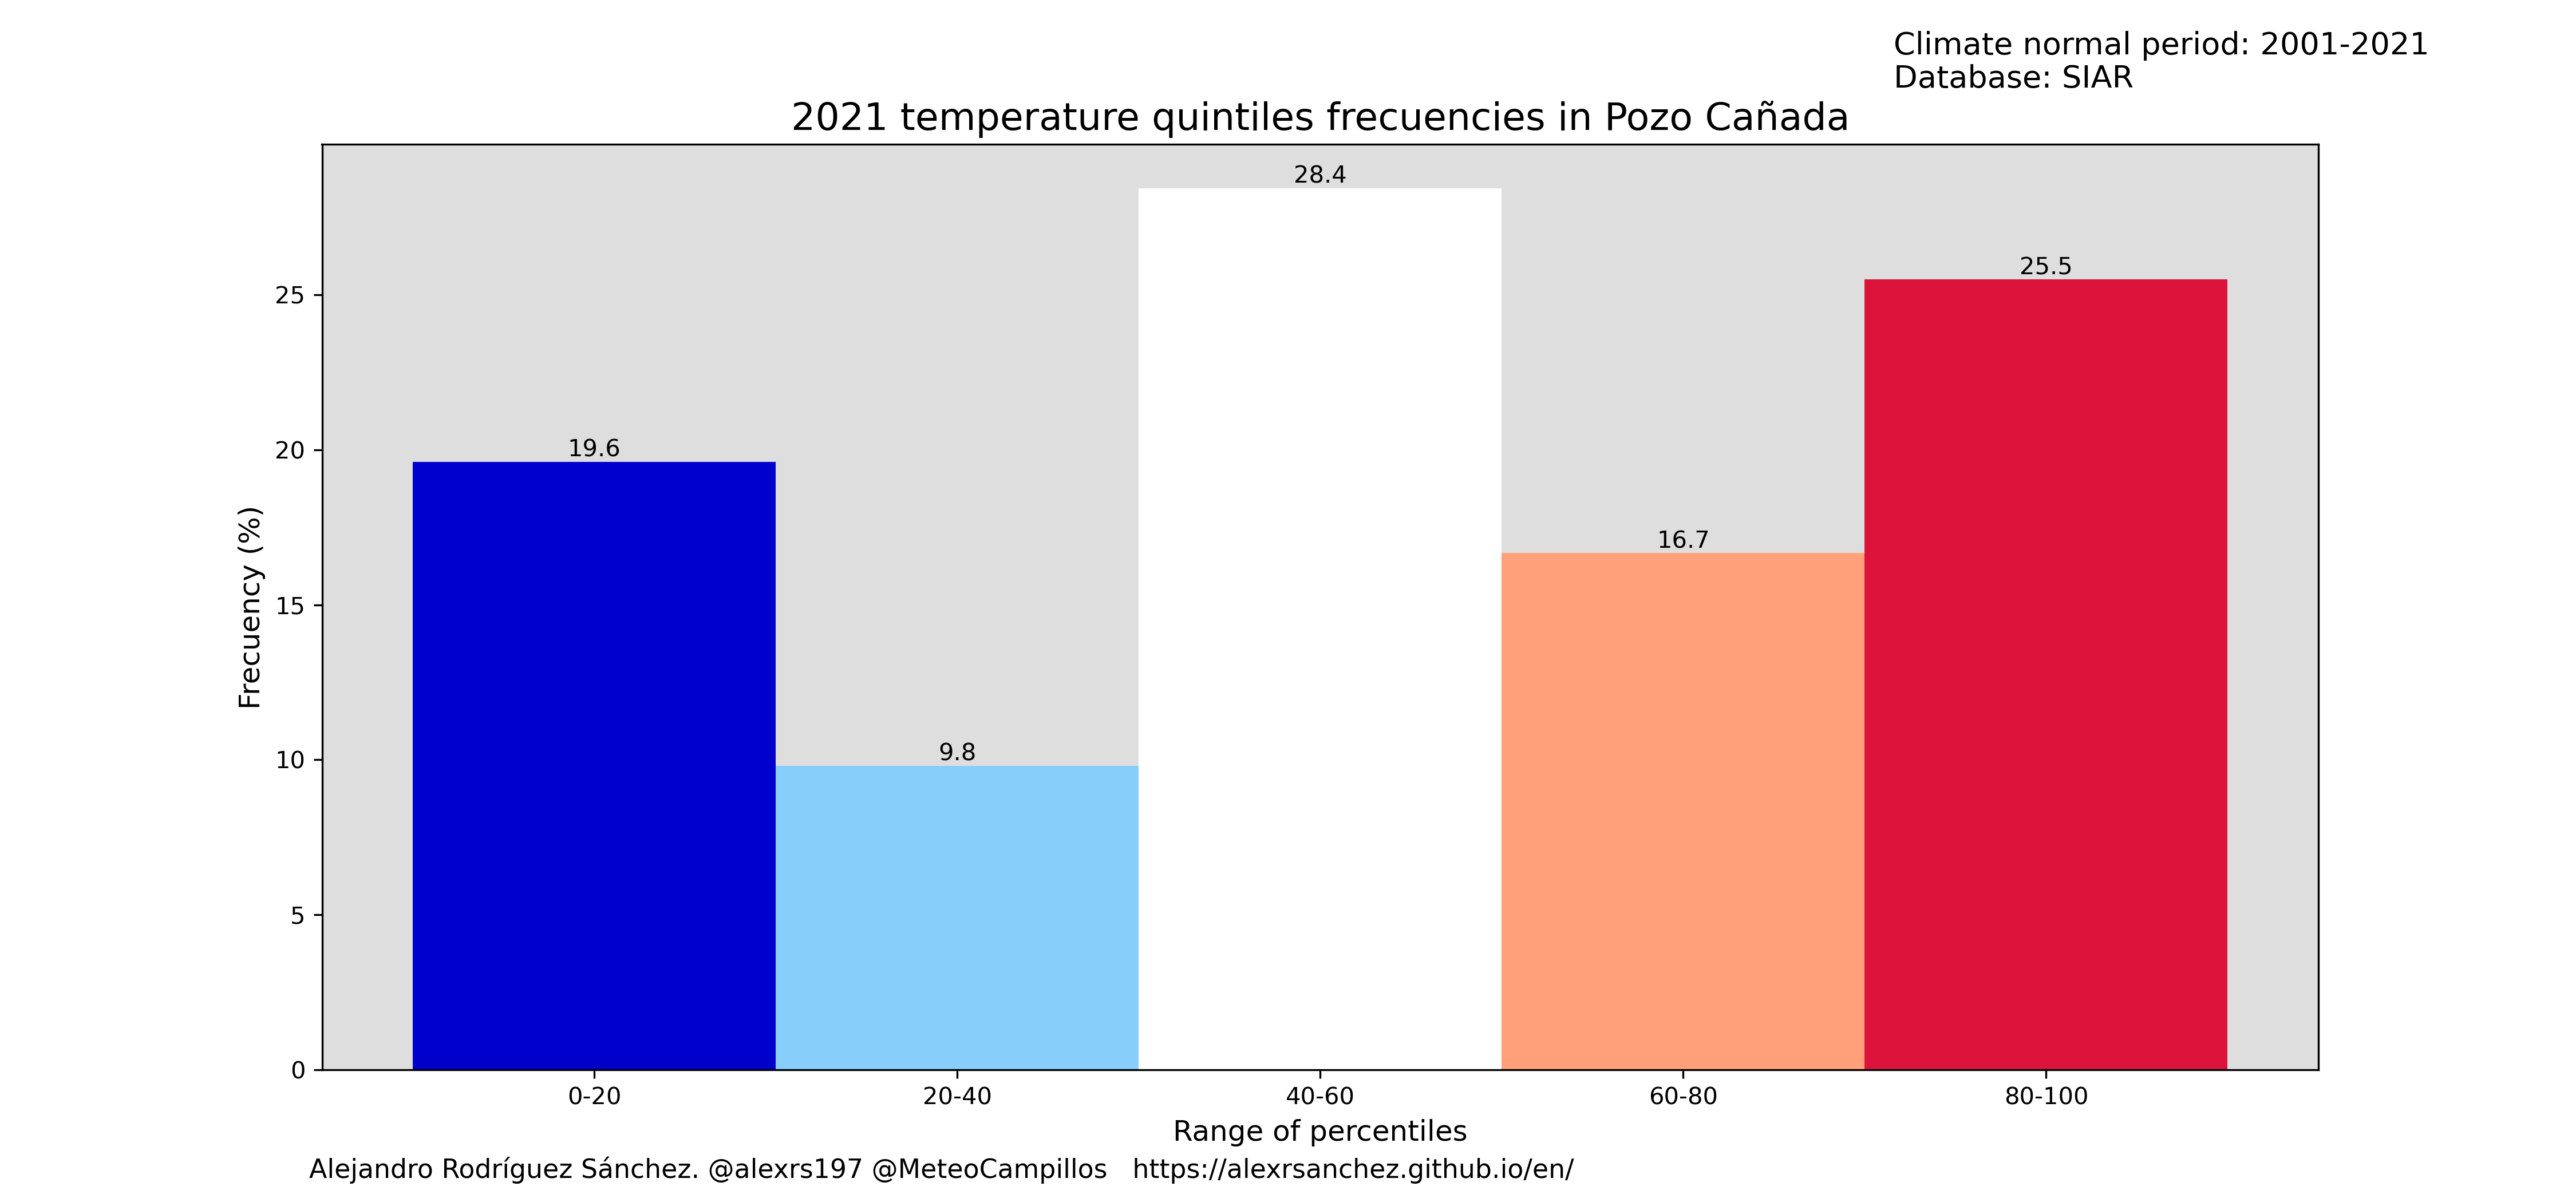 Climate normal period: 2001-2021
Database: SIAR
2021 temperature quintiles frecuencies in Pozo Cañada
28.4
25.5
25
19.6
20
16.7
Frecuency (%)
15
9.8
10
5
0
0-20 20-40 40-60 60-80 80-100
Range of percentiles
Alejandro Rodríguez Sánchez. @alexrs197 @MeteoCampillos https://alexrsanchez.github.io/en/